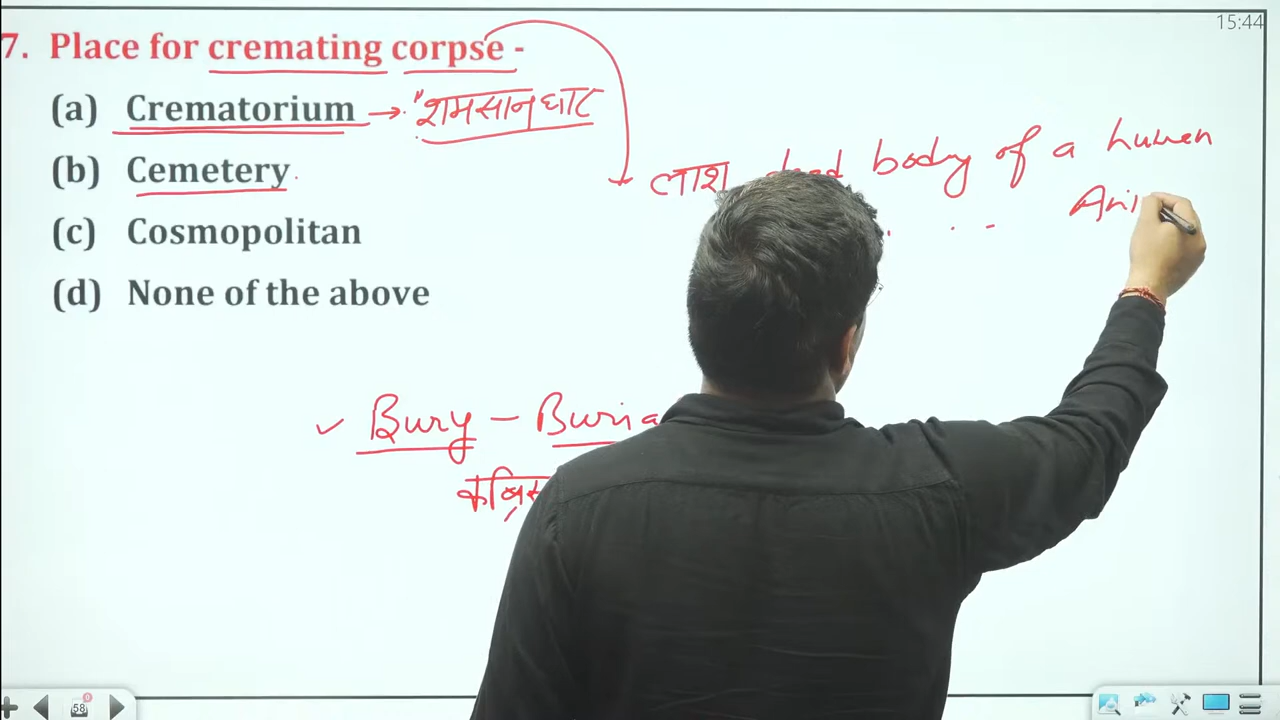 15:44
7. Place for cremating corpse -
(a) Crematorium → शमसान घाट
लाश dead body of a human
(b) Cemetery
(c) Cosmopolitan
(d) None of the above
Bury - Buria
58